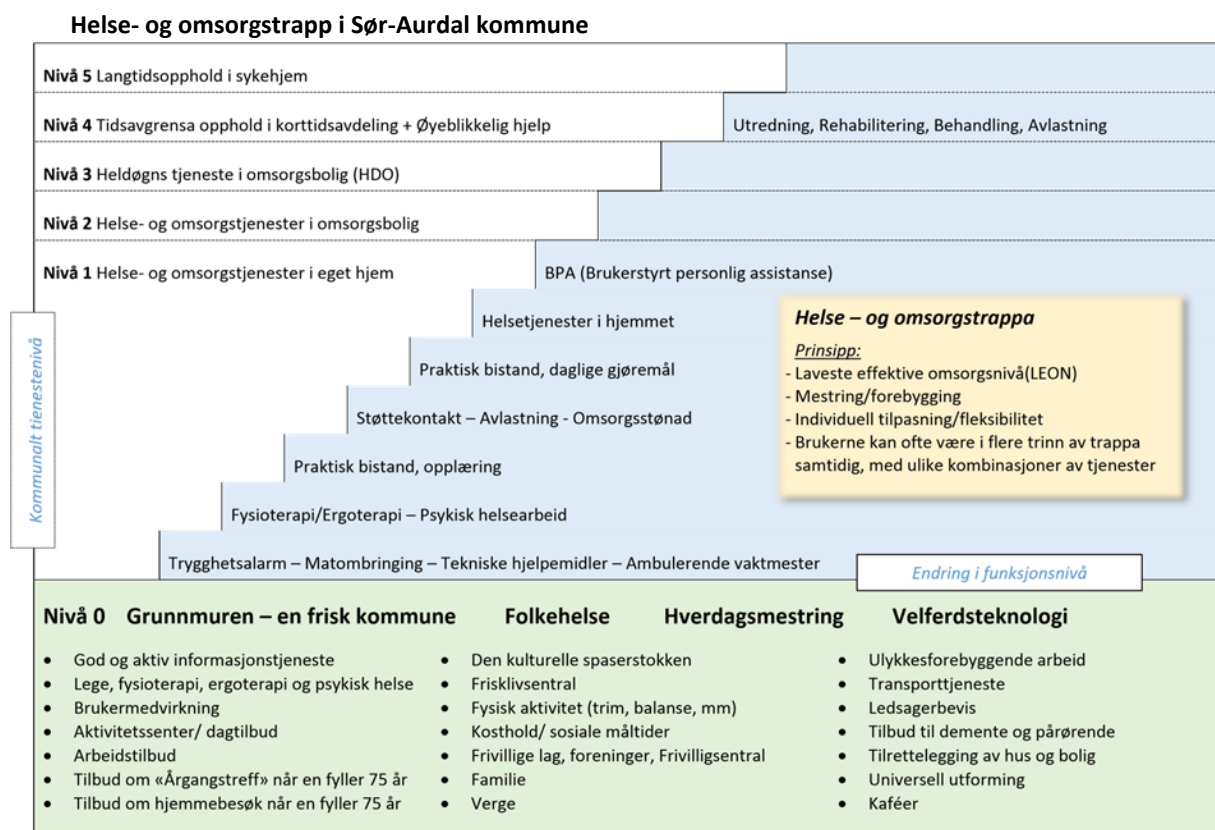 Helse- og omsorgstrapp i Sør-Aurdal kommune
Nivå 5 Langtidsopphold i sykehjem
Nivå 4 Tidsavgrensa opphold i korttidsavdeling + Øyeblikkelig hjelp
Utredning, Rehabilitering, Behandling, Avlastning
Nivå 3 Heldøgns tjeneste i omsorgsbolig (HDO)
Nivå 2 Helse- og omsorgstjenester i omsorgsbolig
Nivå 1 Helse- og omsorgstjenester i eget hjem
BPA (Brukerstyrt personlig assistanse)
Helsetjenester i hjemmet
Praktisk bistand, daglige gjøremål
Støttekontakt – Avlastning - Omsorgsstønad
Praktisk bistand, opplæring
Fysioterapi/Ergoterapi – Psykisk helsearbeid
Trygghetsalarm – Matombringing – Tekniske hjelpemidler – Ambulerende vaktmester
Kommunalt tienestenivå
Helse – og omsorgstrappa
Prinsipp:
- Laveste effektive omsorgsnivå(LEON)
- Mestring/forebygging
- Individuell tilpasning/fleksibilitet
- Brukerne kan ofte være i flere trinn av trappa
samtidig, med ulike kombinasjoner av tjenester
Endring i funksjonsnivå
Nivå 0 Grunnmuren – en frisk kommune Folkehelse Hverdagsmestring Velferdsteknologi
• God og aktiv informasjonstjeneste
• Lege, fysioterapi, ergoterapi og psykisk helse
• Brukermedvirkning
• Aktivitetssenter/ dagtilbud
• Arbeidstilbud
• Tilbud om «Årgangstreff» når en fyller 75 år
• Tilbud om hjemmebesøk når en fyller 75 år
• Den kulturelle spaserstokken
• Frisklivsentral
• Fysisk aktivitet (trim, balanse, mm)
• Kosthold/ sosiale måltider
• Frivillige lag, foreninger, Frivilligsentral
• Familie
• Verge
• Ulykkesforebyggende arbeid
• Transporttjeneste
• Ledsagerbevis
• Tilbud til demente og pårørende
• Tilrettelegging av hus og bolig
• Universell utforming
• Kaféer